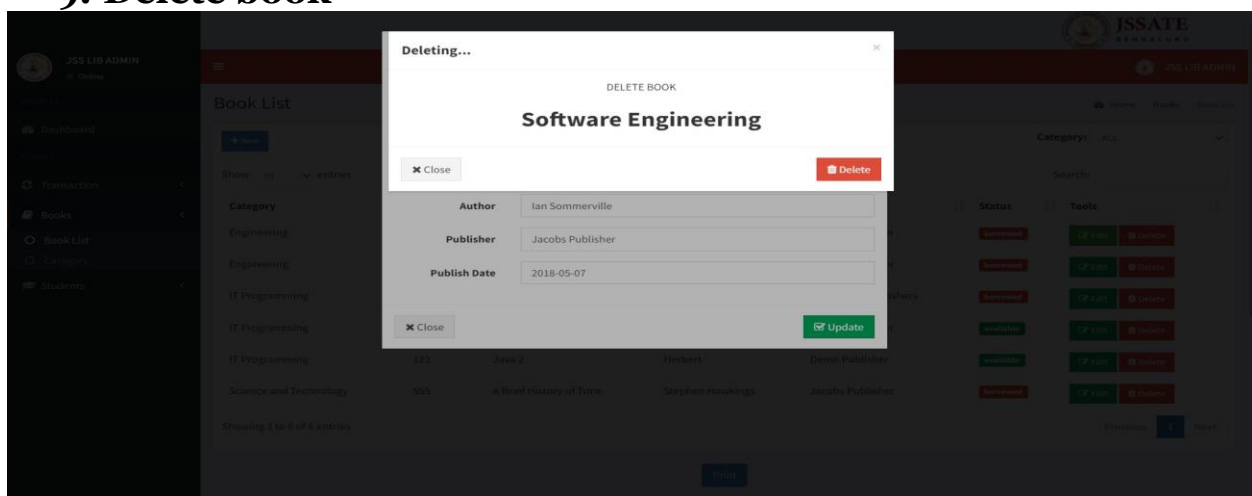 Delete book
JSSATE
BENGALURU
JSS LIB ADMIN
Online
JSS LIB ADMIN
Deleting...
×
DELETE BOOK
Software Engineering
Close
Delete
Book List
Home Books
Dashboard
+ New
Category: ALL
Transaction
Show entries
Search:
Books
Category
Author
Ian Sommerville
Status
Tools
Book List
Engineering
Publisher
Jacobs Publisher
borrowed
Edit
Delete
Category
Engineering
Publish Date
2018-05-07
borrowed
Edit
Delete
Students
IT Programming
borrowed
Edit
Delete
IT Programming
Close
Update
available
Edit
Delete
IT Programming
123
Java 2
Herbert
available
Edit
Delete
Science and Technology
555
A Brief History of Time
Stephen Hawkings
Jacobs Publisher
borrowed
Edit
Delete
Showing 1 to 6 of 6 entries
Previous
1
Next
Print